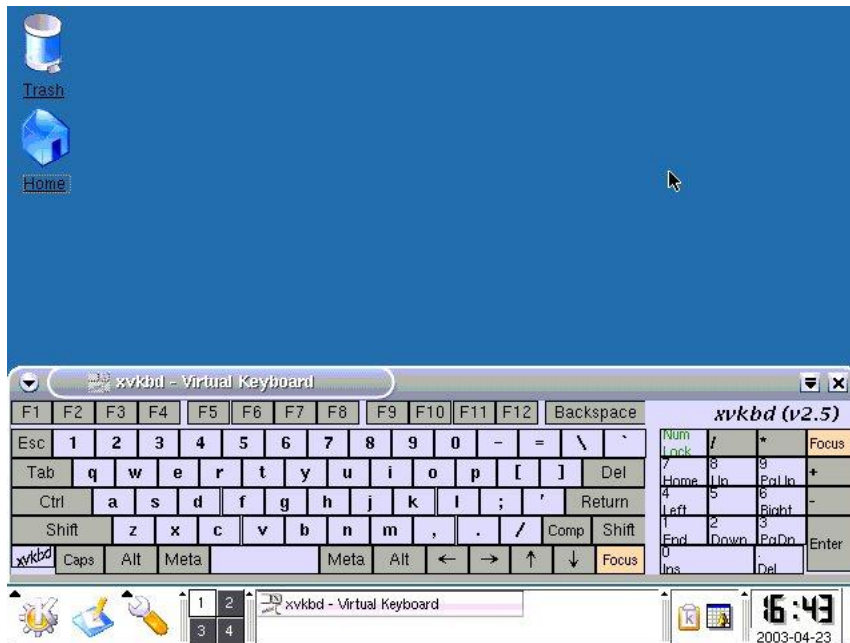 Trash
Home
xvkbd - Virtual Keyboard
F1 F2 F3 F4 F5 F6 F7 F8 F9 F10 F11 F12 Backspace xvkbd (v2.5)
Esc 1 2 3 4 5 6 7 8 9 0 - = \ ` Num Lock / * Focus
Tab q w e r t y u i o p [ ] Del 7 Home 8 Up 9 PgUp +
Ctrl a s d f g h j k l ; ' Return 4 Left 5 6 Right -
Shift z x c v b n m , . / Comp Shift 1 End 2 Down 3 PgDn Enter
xvkbd Caps Alt Meta Meta Alt ← → ↑ ↓ Focus 0 Ins . Del
1 2 xvkbd - Virtual Keyboard 16:43
3 4 2003-04-23